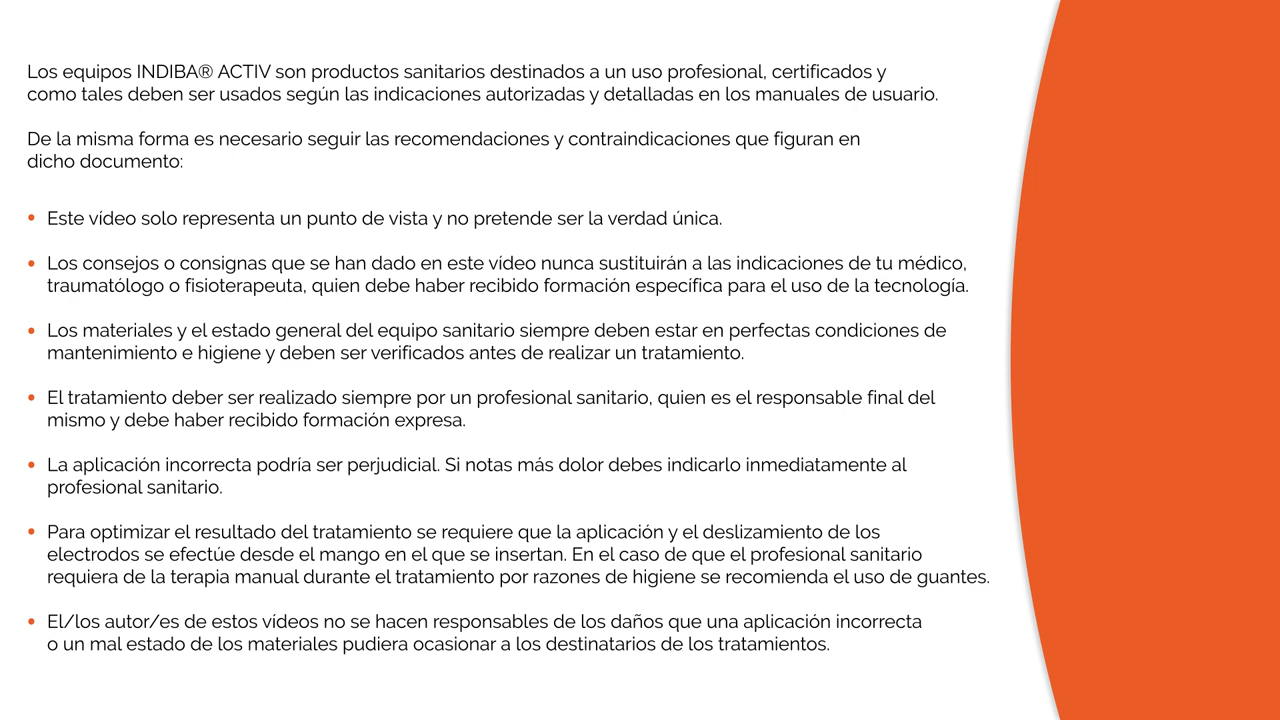 Los equipos INDIBA® ACTIV son productos sanitarios destinados a un uso profesional, certificados y
como tales deben ser usados según las indicaciones autorizadas y detalladas en los manuales de usuario.
De la misma forma es necesario seguir las recomendaciones y contraindicaciones que figuran en
dicho documento:
• Este vídeo solo representa un punto de vista y no pretende ser la verdad única.
• Los consejos o consignas que se han dado en este vídeo nunca sustituirán a las indicaciones de tu médico,
traumatólogo o fisioterapeuta, quien debe haber recibido formación específica para el uso de la tecnología.
• Los materiales y el estado general del equipo sanitario siempre deben estar en perfectas condiciones de
mantenimiento e higiene y deben ser verificados antes de realizar un tratamiento.
• El tratamiento deber ser realizado siempre por un profesional sanitario, quien es el responsable final del
mismo y debe haber recibido formación expresa.
• La aplicación incorrecta podría ser perjudicial. Si notas más dolor debes indicarlo inmediatamente al
profesional sanitario.
• Para optimizar el resultado del tratamiento se requiere que la aplicación y el deslizamiento de los
electrodos se efectúe desde el mango en el que se insertan. En el caso de que el profesional sanitario
requiera de la terapia manual durante el tratamiento por razones de higiene se recomienda el uso de guantes.
• El/los autor/es de estos vídeos no se hacen responsables de los daños que una aplicación incorrecta
o un mal estado de los materiales pudiera ocasionar a los destinatarios de los tratamientos.